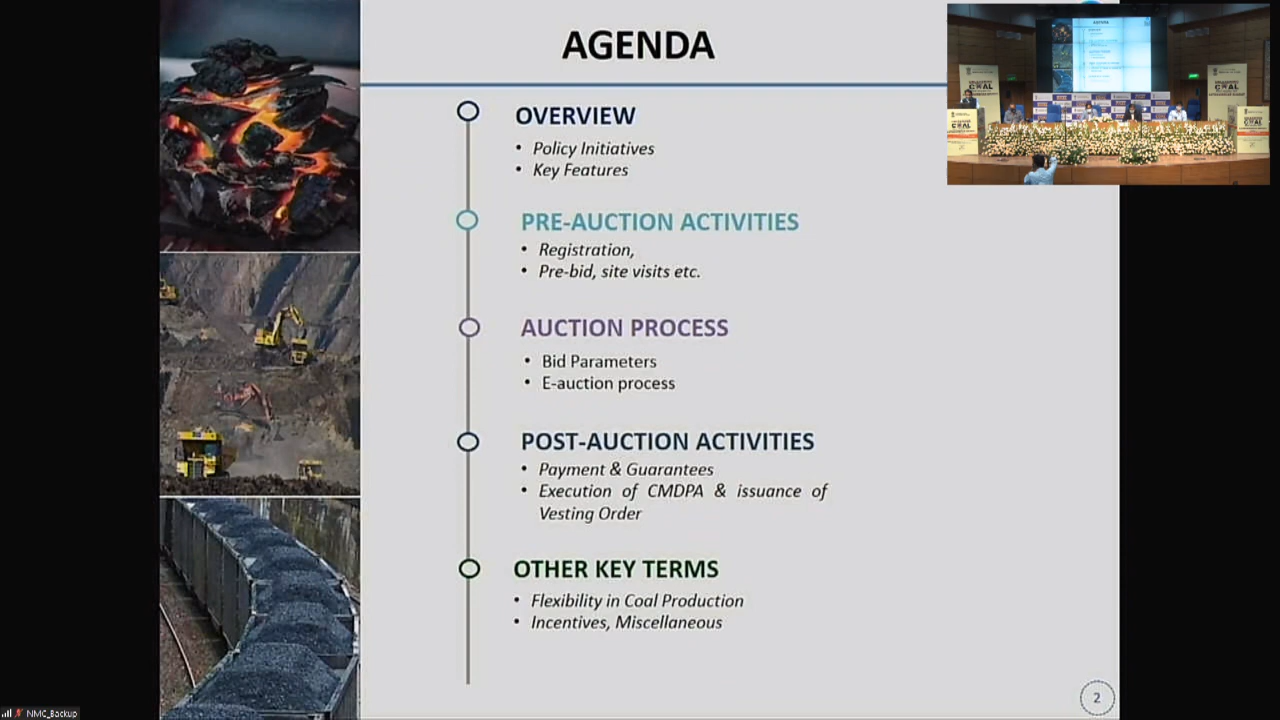 AGENDA
OVERVIEW
• Policy Initiatives
• Key Features
PRE-AUCTION ACTIVITIES
• Registration,
• Pre-bid, site visits etc.
AUCTION PROCESS
• Bid Parameters
• E-auction process
POST-AUCTION ACTIVITIES
• Payment & Guarantees
• Execution of CMDPA & issuance of
Vesting Order
OTHER KEY TERMS
• Flexibility in Coal Production
• Incentives, Miscellaneous
2
NMC_Backup
AGENDA